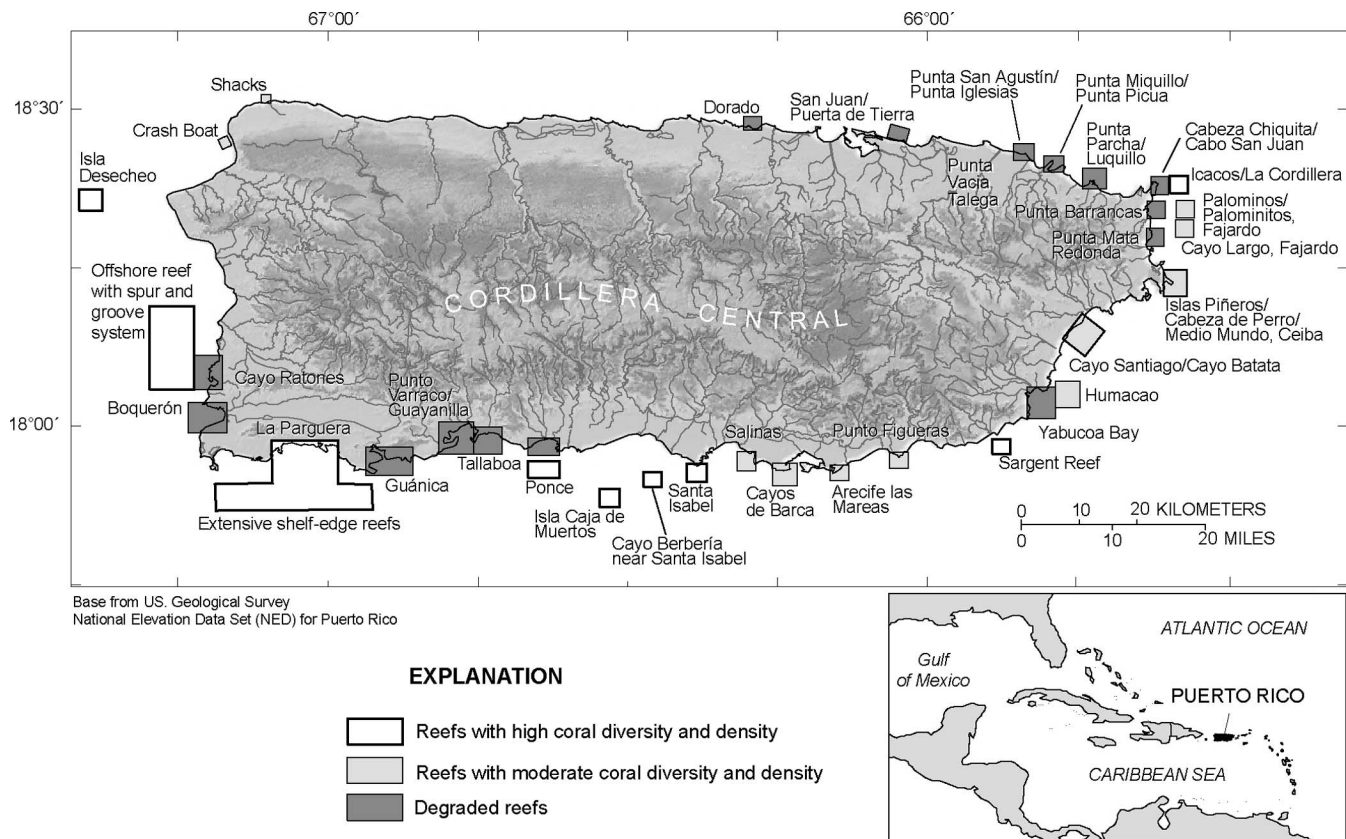 67°00´
66°00´
18°30´
18°00´
Shacks
Crash Boat
Isla
Desecheo
Dorado
San Juan/
Puerta de Tierra
Punta San Agustín/
Punta Iglesias
Punta Miquillo/
Punta Picua
Punta
Parcha/
Luquillo
Cabeza Chiquita/
Cabo San Juan
Icacos/La Cordillera
Punta
Vacía
Talega
Punta Barrancas
Palominos/
Palominitos,
Fajardo
Punta Mata
Redonda
Cayo Largo, Fajardo
Offshore reef
with spur and
groove
system
CORDILLERA CENTRAL
Islas Piñeros/
Cabeza de Perro/
Medio Mundo, Ceiba
Cayo Santiago/Cayo Batata
Cayo Ratones
Punto
Varraco/
Guayanilla
Boquerón
La Parguera
Humacao
Yabucoa Bay
Salinas
Punto Figueras
Sargent Reef
Tallaboa
Guánica
Ponce
Santa
Isabel
Cayos
de Barca
Arecife las
Mareas
Extensive shelf-edge reefs
Isla Caja de
Muertos
Cayo Berbería
near Santa Isabel
0 10 20 KILOMETERS
0 10 20 MILES
Base from US. Geological Survey
National Elevation Data Set (NED) for Puerto Rico
EXPLANATION
Reefs with high coral diversity and density
Reefs with moderate coral diversity and density
Degraded reefs
ATLANTIC OCEAN
Gulf
of Mexico
PUERTO RICO
CARIBBEAN SEA